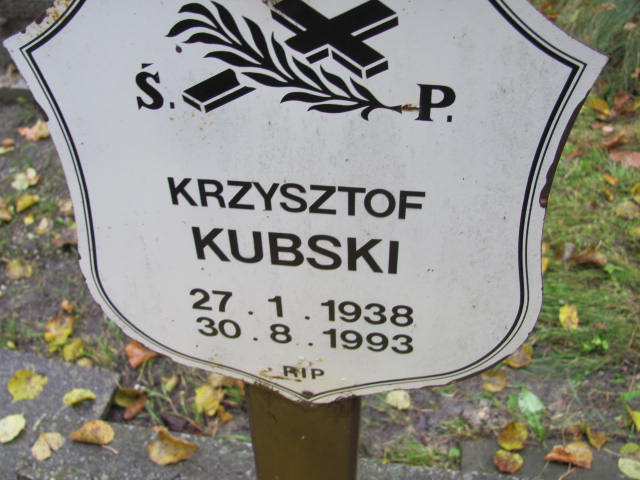 Ś. P.
KRZYSZTOF
KUBSKI
27 . 1 . 1938
30 . 8 . 1993
RIP